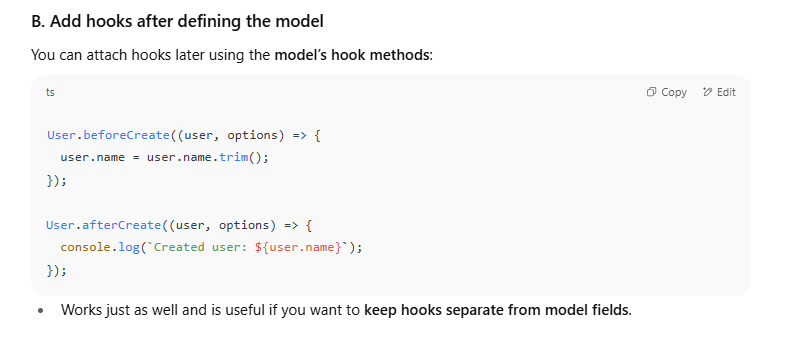 B. Add hooks after defining the model
You can attach hooks later using the model’s hook methods:
ts
Copy
Edit
User.beforeCreate((user, options) => {
  user.name = user.name.trim();
});
User.afterCreate((user, options) => {
  console.log(`Created user: ${user.name}`);
});
• Works just as well and is useful if you want to keep hooks separate from model fields.